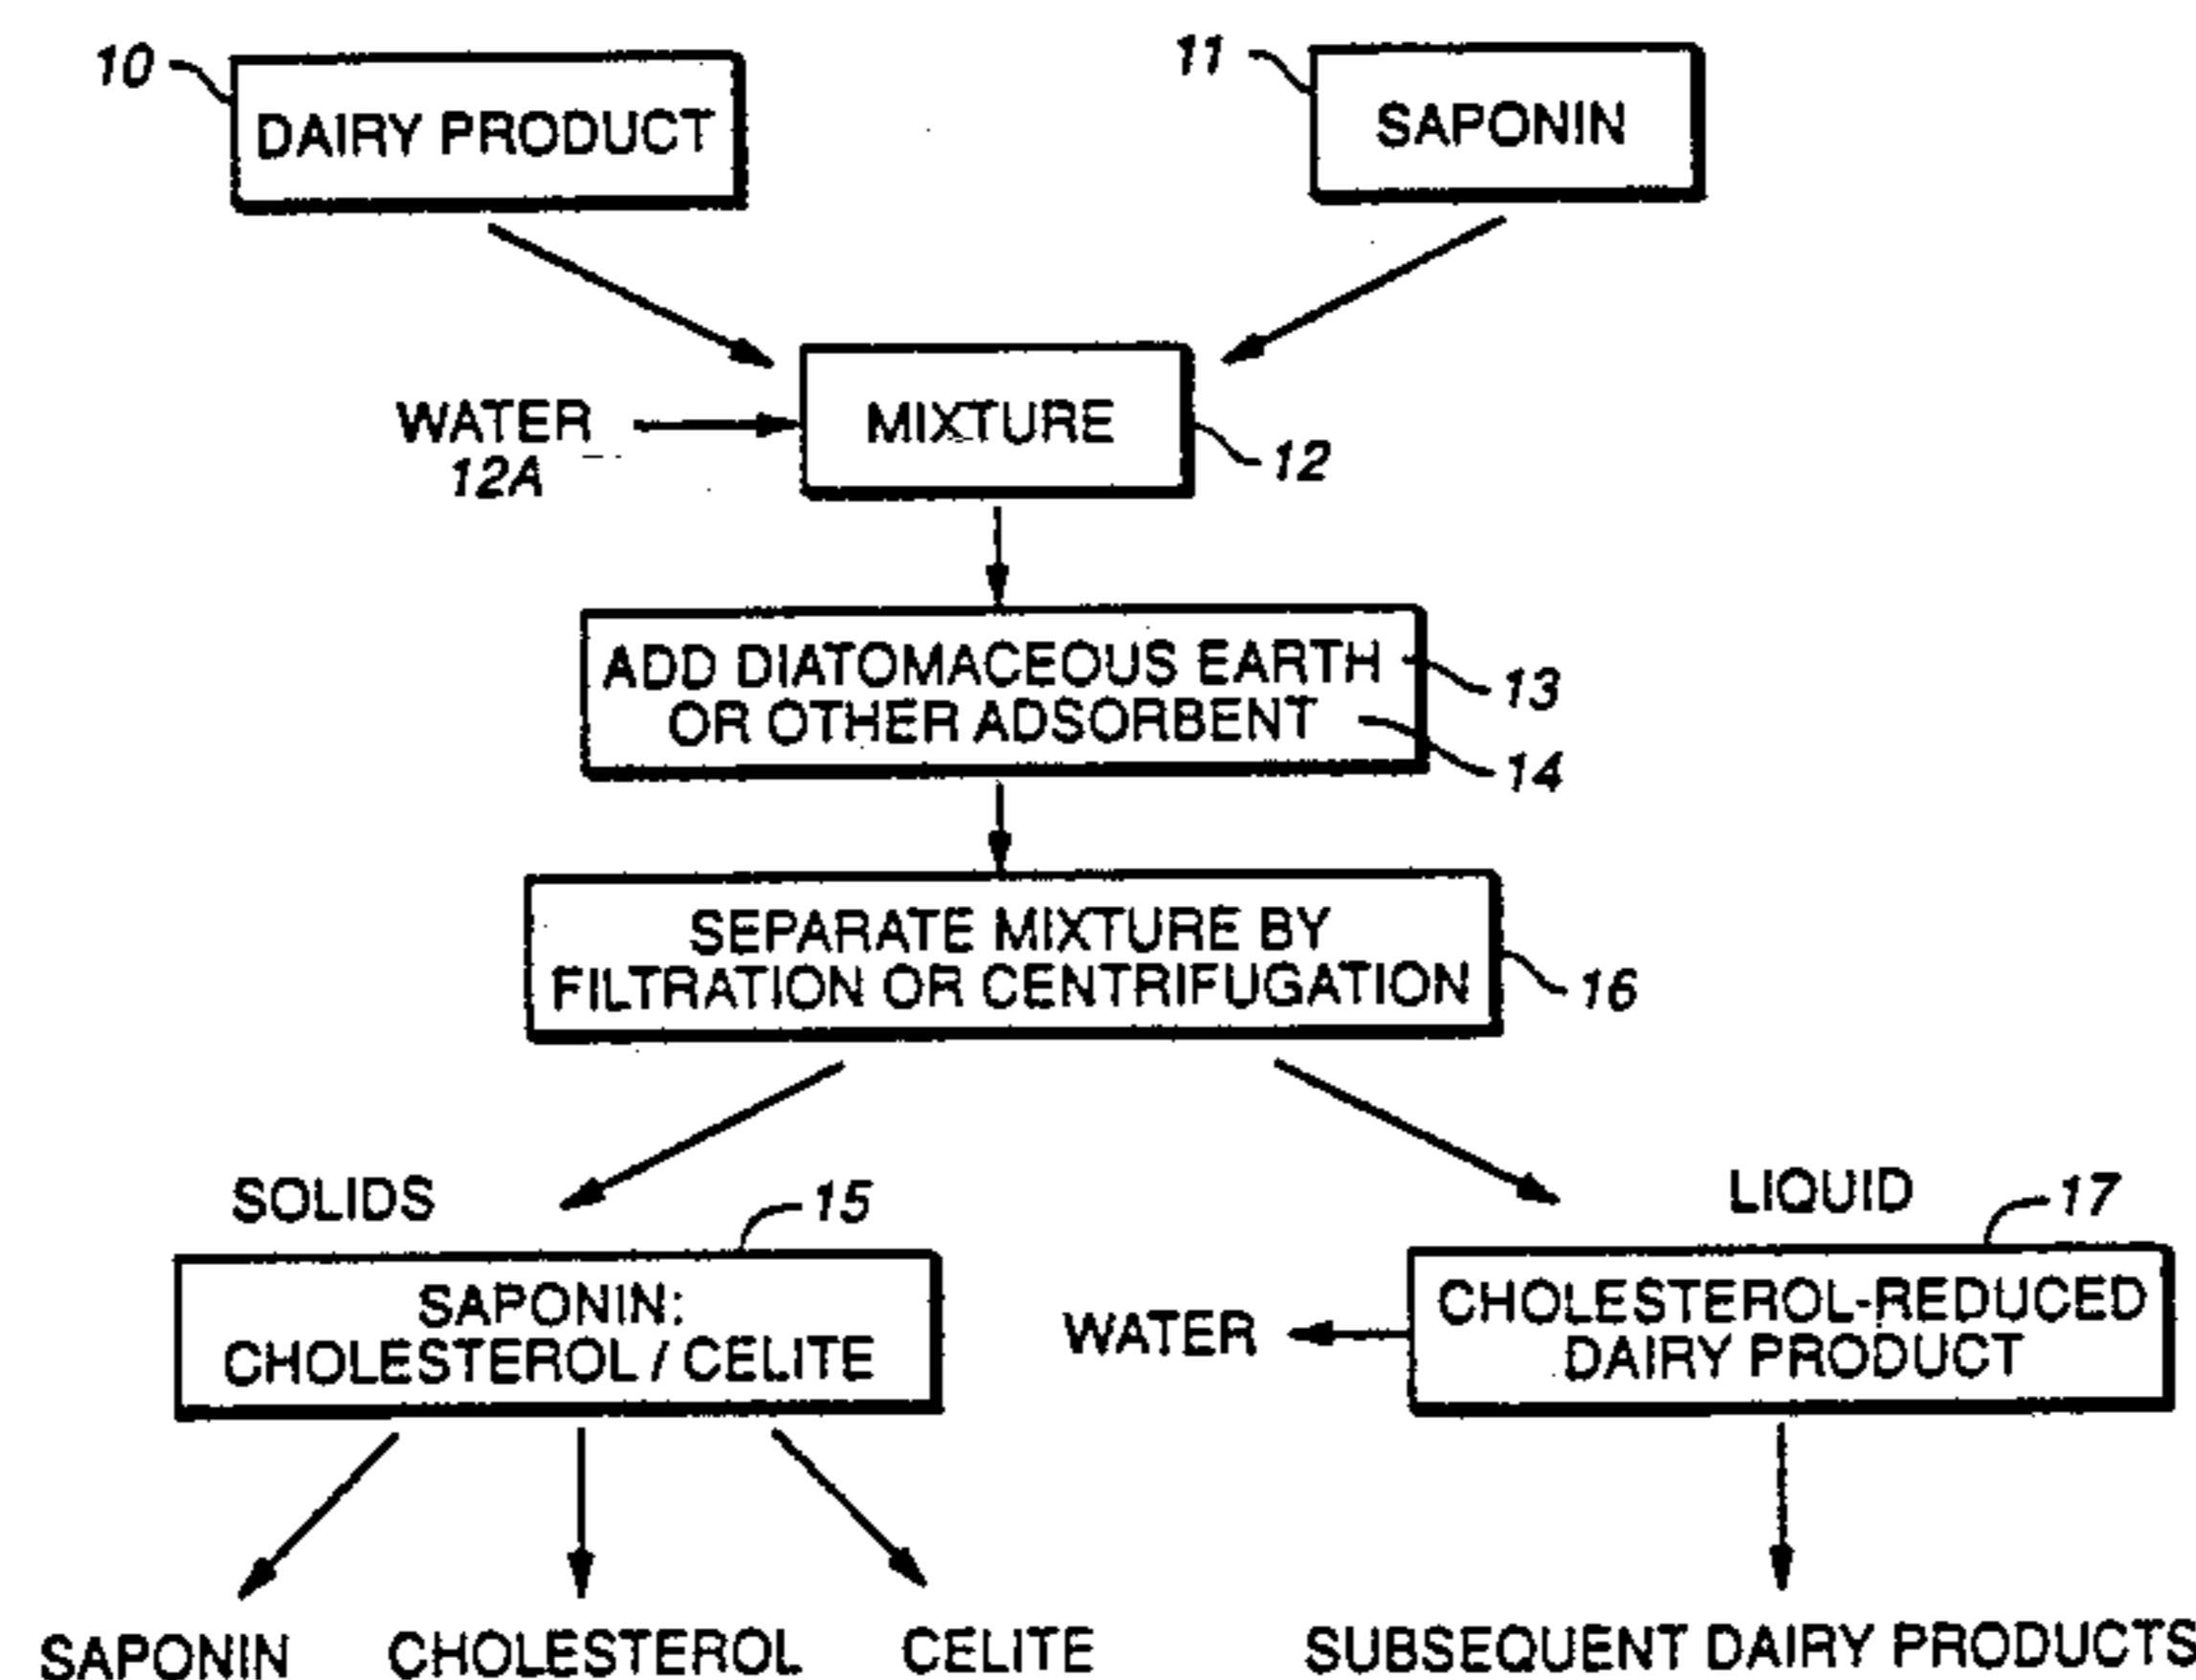 10
DAIRY PRODUCT
11
SAPONIN
WATER
12A
MIXTURE
12
ADD DIATOMACEOUS EARTH
OR OTHER ADSORBENT
13
14
SEPARATE MIXTURE BY
FILTRATION OR CENTRIFUGATION
16
SOLIDS
15
SAPONIN:
CHOLESTEROL / CELITE
LIQUID
17
WATER
CHOLESTEROL-REDUCED
DAIRY PRODUCT
SAPONIN
CHOLESTEROL
CELITE
SUBSEQUENT DAIRY PRODUCTS